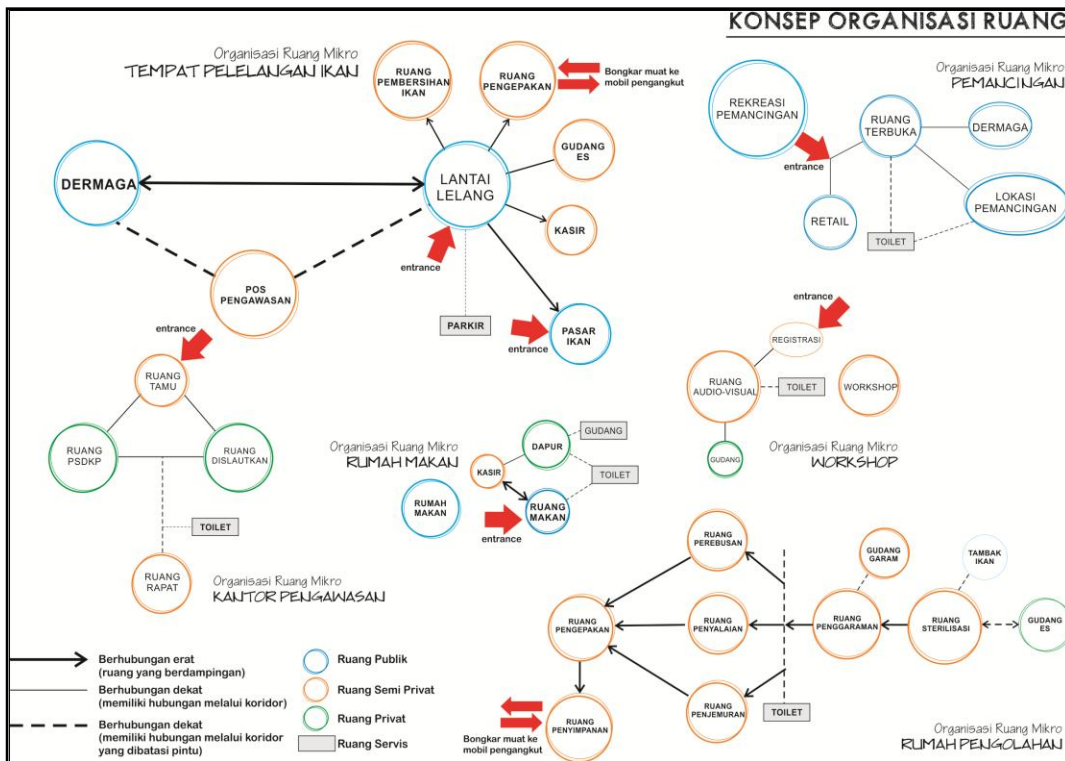 KONSEP ORGANISASI RUANG
Organisasi Ruang Mikro
TEMPAT PELELANGAN IKAN
RUANG
PEMBERSIHAN
IKAN
RUANG
PENGEPAKAN
Bongkar muat ke
mobil pengangkut
GUDANG
ES
DERMAGA
LANTAI
LELANG
KASIR
entrance
POS
PENGAWASAN
PARKIR
PASAR
IKAN
entrance
Organisasi Ruang Mikro
PEMANCINGAN
REKREASI
PEMANCINGAN
RUANG
TERBUKA
DERMAGA
entrance
LOKASI
PEMANCINGAN
RETAIL
TOILET
entrance
RUANG
TAMU
RUANG
PSDKP
RUANG
DISLAUTKAN
TOILET
RUANG
RAPAT
Organisasi Ruang Mikro
KANTOR PENGAWASAN
Organisasi Ruang Mikro
RUMAH MAKAN
DAPUR
GUDANG
KASIR
TOILET
RUMAH
MAKAN
RUANG
MAKAN
entrance
entrance
REGISTRASI
RUANG
AUDIO-VISUAL
TOILET
WORKSHOP
GUDANG
Organisasi Ruang Mikro
WORKSHOP
RUANG
PEREBUSAN
GUDANG
GARAM
TAMBAK
IKAN
RUANG
PENGEPAKAN
RUANG
PENYALAIAN
RUANG
PENGGARAMAN
RUANG
STERILISASI
GUDANG
ES
RUANG
PENJEMURAN
TOILET
RUANG
PENYIMPANAN
Bongkar muat ke
mobil pengangkut
Organisasi Ruang Mikro
RUMAH PENGOLAHAN
Berhubungan erat
(ruang yang berdampingan)
Berhubungan dekat
(memiliki hubungan melalui koridor)
Berhubungan dekat
(memiliki hubungan melalui koridor
yang dibatasi pintu)
Ruang Publik
Ruang Semi Privat
Ruang Privat
Ruang Servis